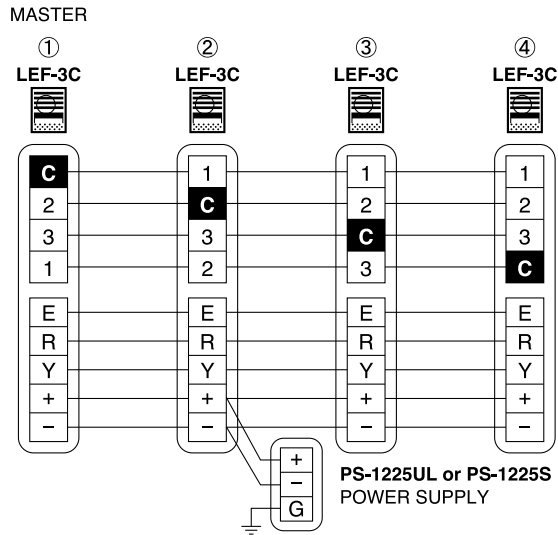 MASTER
① ② ③ ④
LEF-3C LEF-3C LEF-3C LEF-3C
C 1 1 1
2 C 2 2
3 3 C 3
1 2 3 C
E E E E
R R R R
Y Y Y Y
+ + + +
− − − −
+
− PS-1225UL or PS-1225S
G POWER SUPPLY